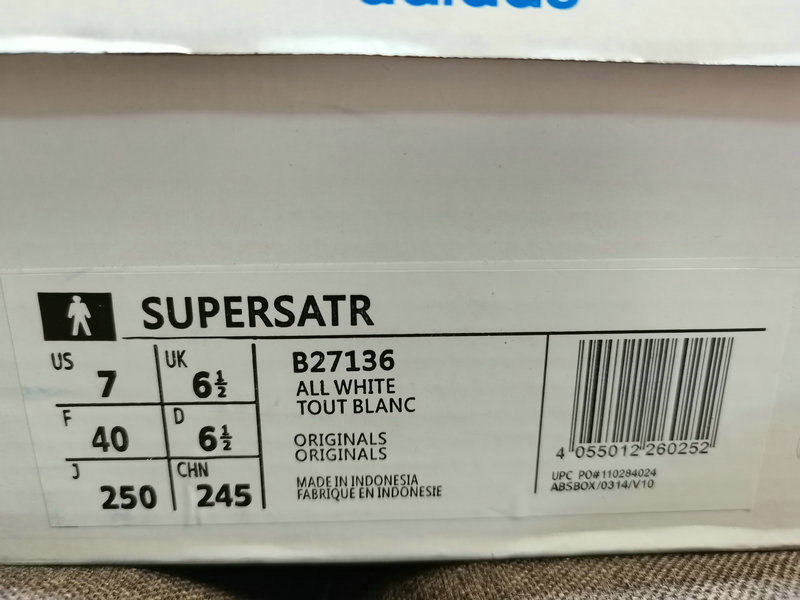 adidas
SUPERSATR
US 7 UK 6½
F 40 D 6½
J 250 CHN 245
B27136
ALL WHITE
TOUT BLANC
ORIGINALS
ORIGINALS
MADE IN INDONESIA
FABRIQUE EN INDONESIE
4 055012 260252
UPC PO#110284024
ABSBOX/0314/V10